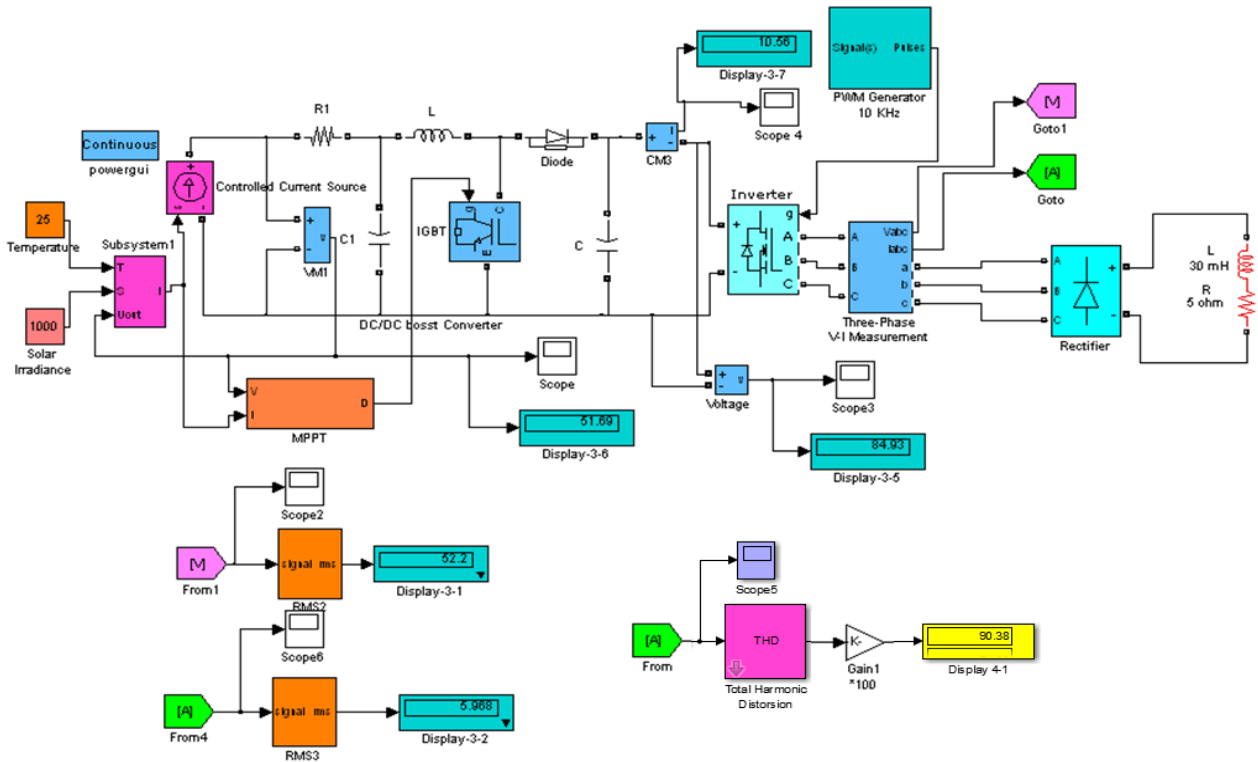 10.56
Display-3-7
Signal(s) Pulses
PWM Generator
10 KHz
[V]
Goto1
[A]
Goto
Continuous
powergui
R1
L
Diode
Scope 4
CM3
i
+
-
Controlled Current Source
25
Temperature
Subsystem1
T
S
I
Uout
1000
Solar
Irradiance
+
-
v
VM1
C1
IGBT
g
C
E
C
Inverter
g
+
-
A
B
C
Vabc
Iabc
A
B
C
a
b
c
Three-Phase
V-I Measurement
A
B
C
+
-
Rectifier
L
30 mH
R
5 ohm
DC/DC bosst Converter
Scope
V
I
D
MPPT
51.69
Display-3-6
+
-
v
Voltage
Scope3
84.93
Display-3-5
Scope2
[V]
From1
signal rms
RMS2
52.2
Display-3-1
Scope6
[A]
From4
signal rms
RMS3
5.968
Display-3-2
Scope5
[A]
From
THD
Total Harmonic
Distorsion
K-
Gain1
*100
90.38
Display 4-1